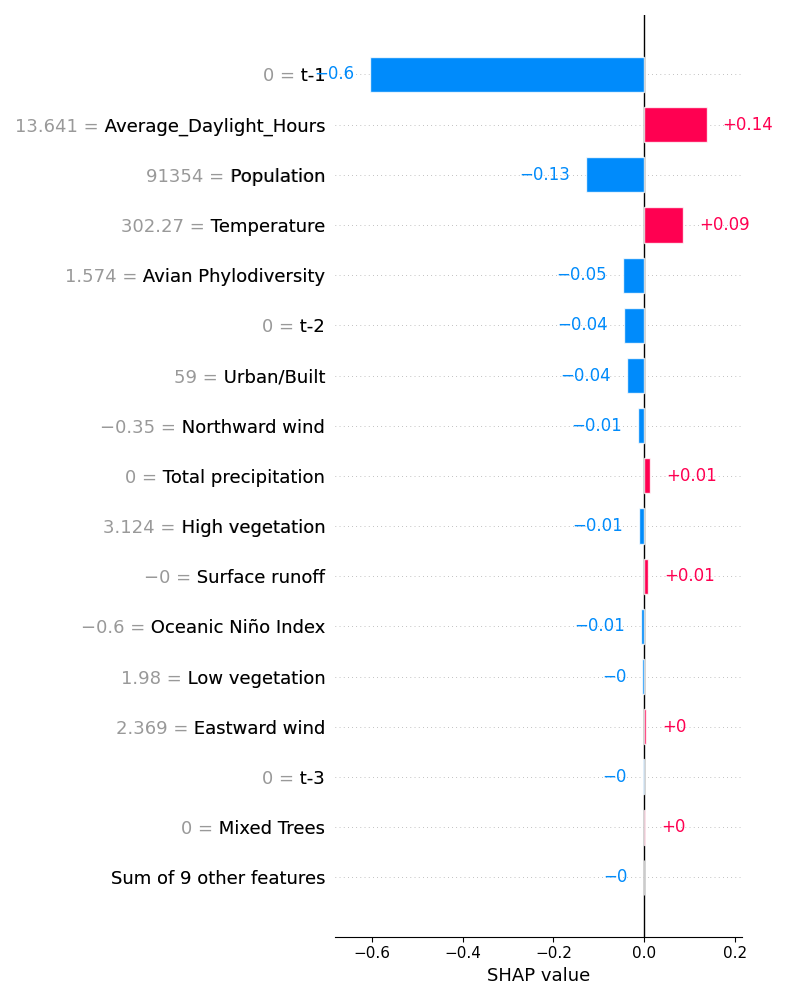 0 = t-1 −0.6
13.641 = Average_Daylight_Hours +0.14
91354 = Population −0.13
302.27 = Temperature +0.09
1.574 = Avian Phylodiversity −0.05
0 = t-2 −0.04
59 = Urban/Built −0.04
−0.35 = Northward wind −0.01
0 = Total precipitation +0.01
3.124 = High vegetation −0.01
−0 = Surface runoff +0.01
−0.6 = Oceanic Niño Index −0.01
1.98 = Low vegetation −0
2.369 = Eastward wind +0
0 = t-3 −0
0 = Mixed Trees +0
Sum of 9 other features −0
−0.6 −0.4 −0.2 0.0 0.2
SHAP value